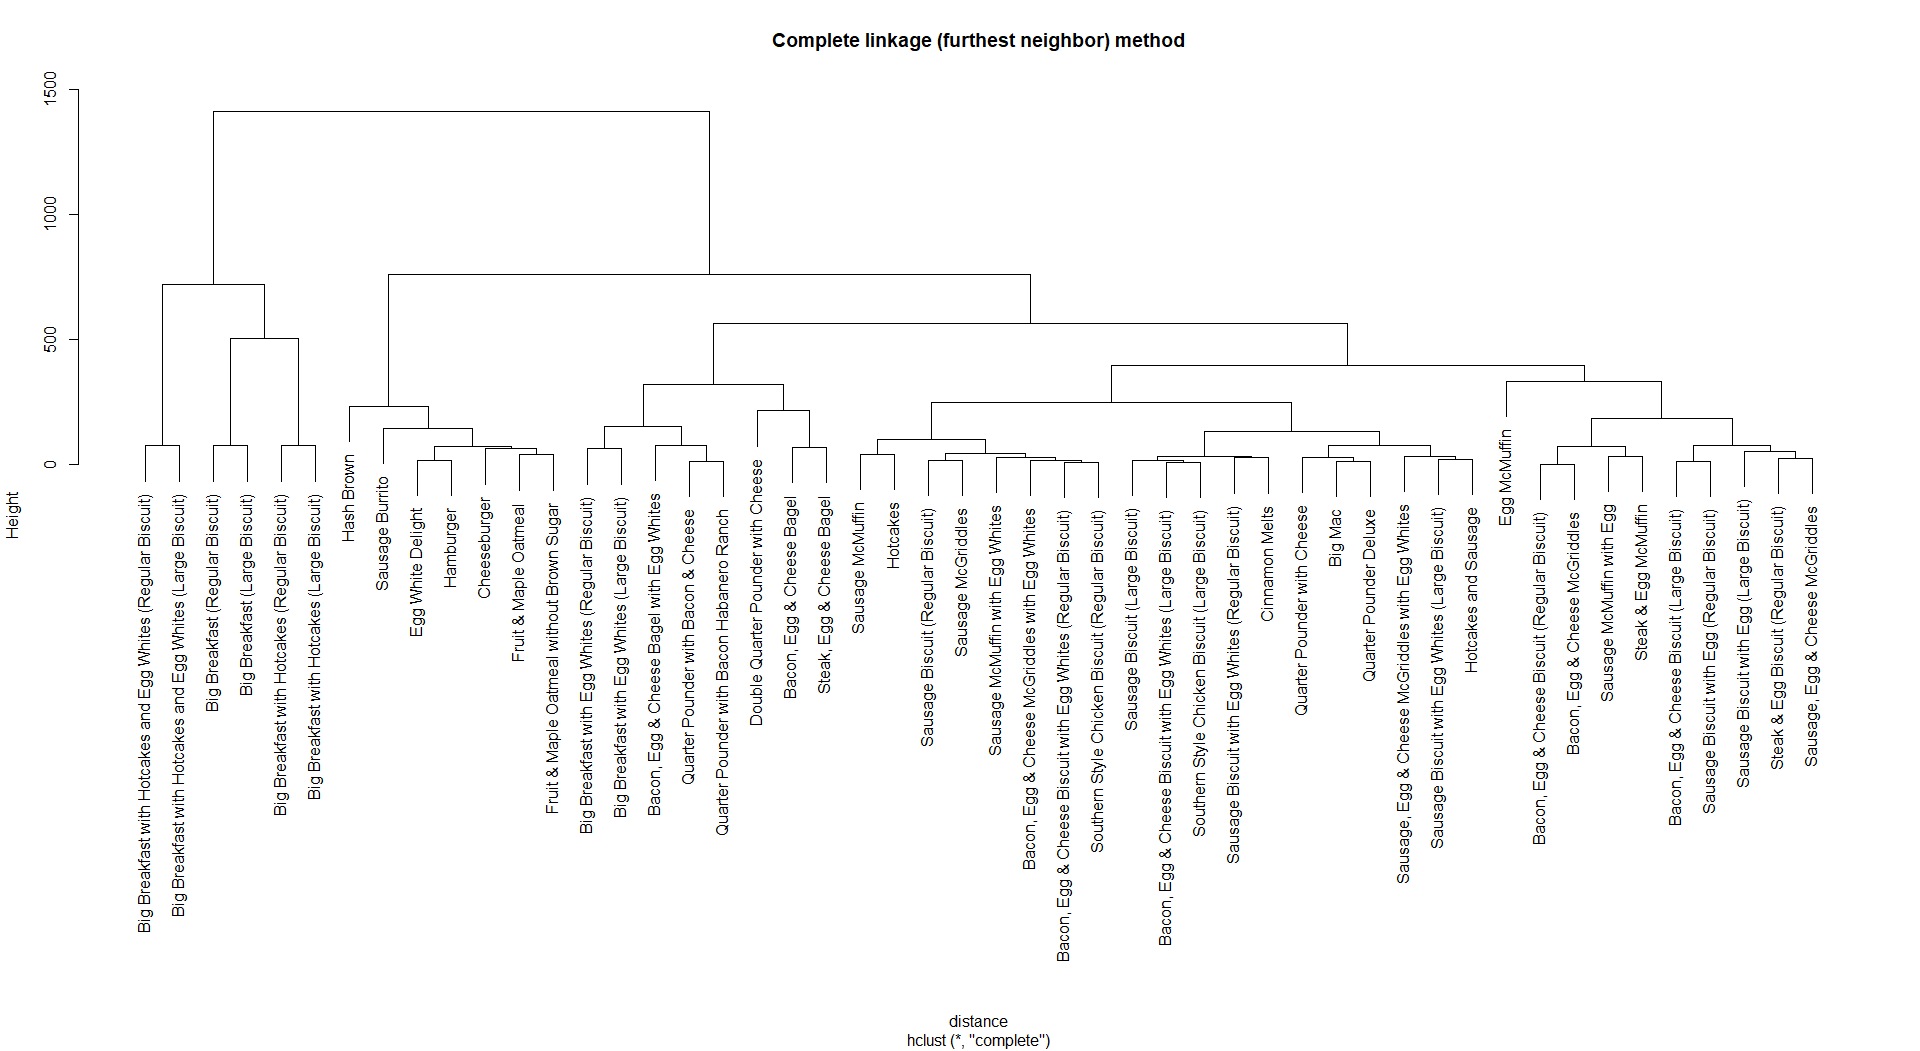 Complete linkage (furthest neighbor) method
Height
1500
1000
500
0
Big Breakfast with Hotcakes and Egg Whites (Regular Biscuit)
Big Breakfast with Hotcakes and Egg Whites (Large Biscuit)
Big Breakfast (Regular Biscuit)
Big Breakfast (Large Biscuit)
Big Breakfast with Hotcakes (Regular Biscuit)
Big Breakfast with Hotcakes (Large Biscuit)
Hash Brown
Sausage Burrito
Egg White Delight
Hamburger
Cheeseburger
Fruit & Maple Oatmeal
Fruit & Maple Oatmeal without Brown Sugar
Big Breakfast with Egg Whites (Regular Biscuit)
Big Breakfast with Egg Whites (Large Biscuit)
Bacon, Egg & Cheese Bagel with Egg Whites
Quarter Pounder with Bacon & Cheese
Quarter Pounder with Bacon Habanero Ranch
Double Quarter Pounder with Cheese
Bacon, Egg & Cheese Bagel
Steak, Egg & Cheese Bagel
Sausage McMuffin
Hotcakes
Sausage Biscuit (Regular Biscuit)
Sausage McGriddles
Sausage McMuffin with Egg Whites
Bacon, Egg & Cheese McGriddles with Egg Whites
Bacon, Egg & Cheese Biscuit with Egg Whites (Regular Biscuit)
Southern Style Chicken Biscuit (Regular Biscuit)
Sausage Biscuit (Large Biscuit)
Bacon, Egg & Cheese Biscuit with Egg Whites (Large Biscuit)
Southern Style Chicken Biscuit (Large Biscuit)
Sausage Biscuit with Egg Whites (Regular Biscuit)
Cinnamon Melts
Quarter Pounder with Cheese
Big Mac
Quarter Pounder Deluxe
Sausage, Egg & Cheese McGriddles with Egg Whites
Sausage Biscuit with Egg Whites (Large Biscuit)
Hotcakes and Sausage
Egg McMuffin
Bacon, Egg & Cheese Biscuit (Regular Biscuit)
Bacon, Egg & Cheese McGriddles
Sausage McMuffin with Egg
Steak & Egg McMuffin
Bacon, Egg & Cheese Biscuit (Large Biscuit)
Sausage Biscuit with Egg (Regular Biscuit)
Sausage Biscuit with Egg (Large Biscuit)
Steak & Egg Biscuit (Regular Biscuit)
Sausage, Egg & Cheese McGriddles
distance
hclust (*, "complete")